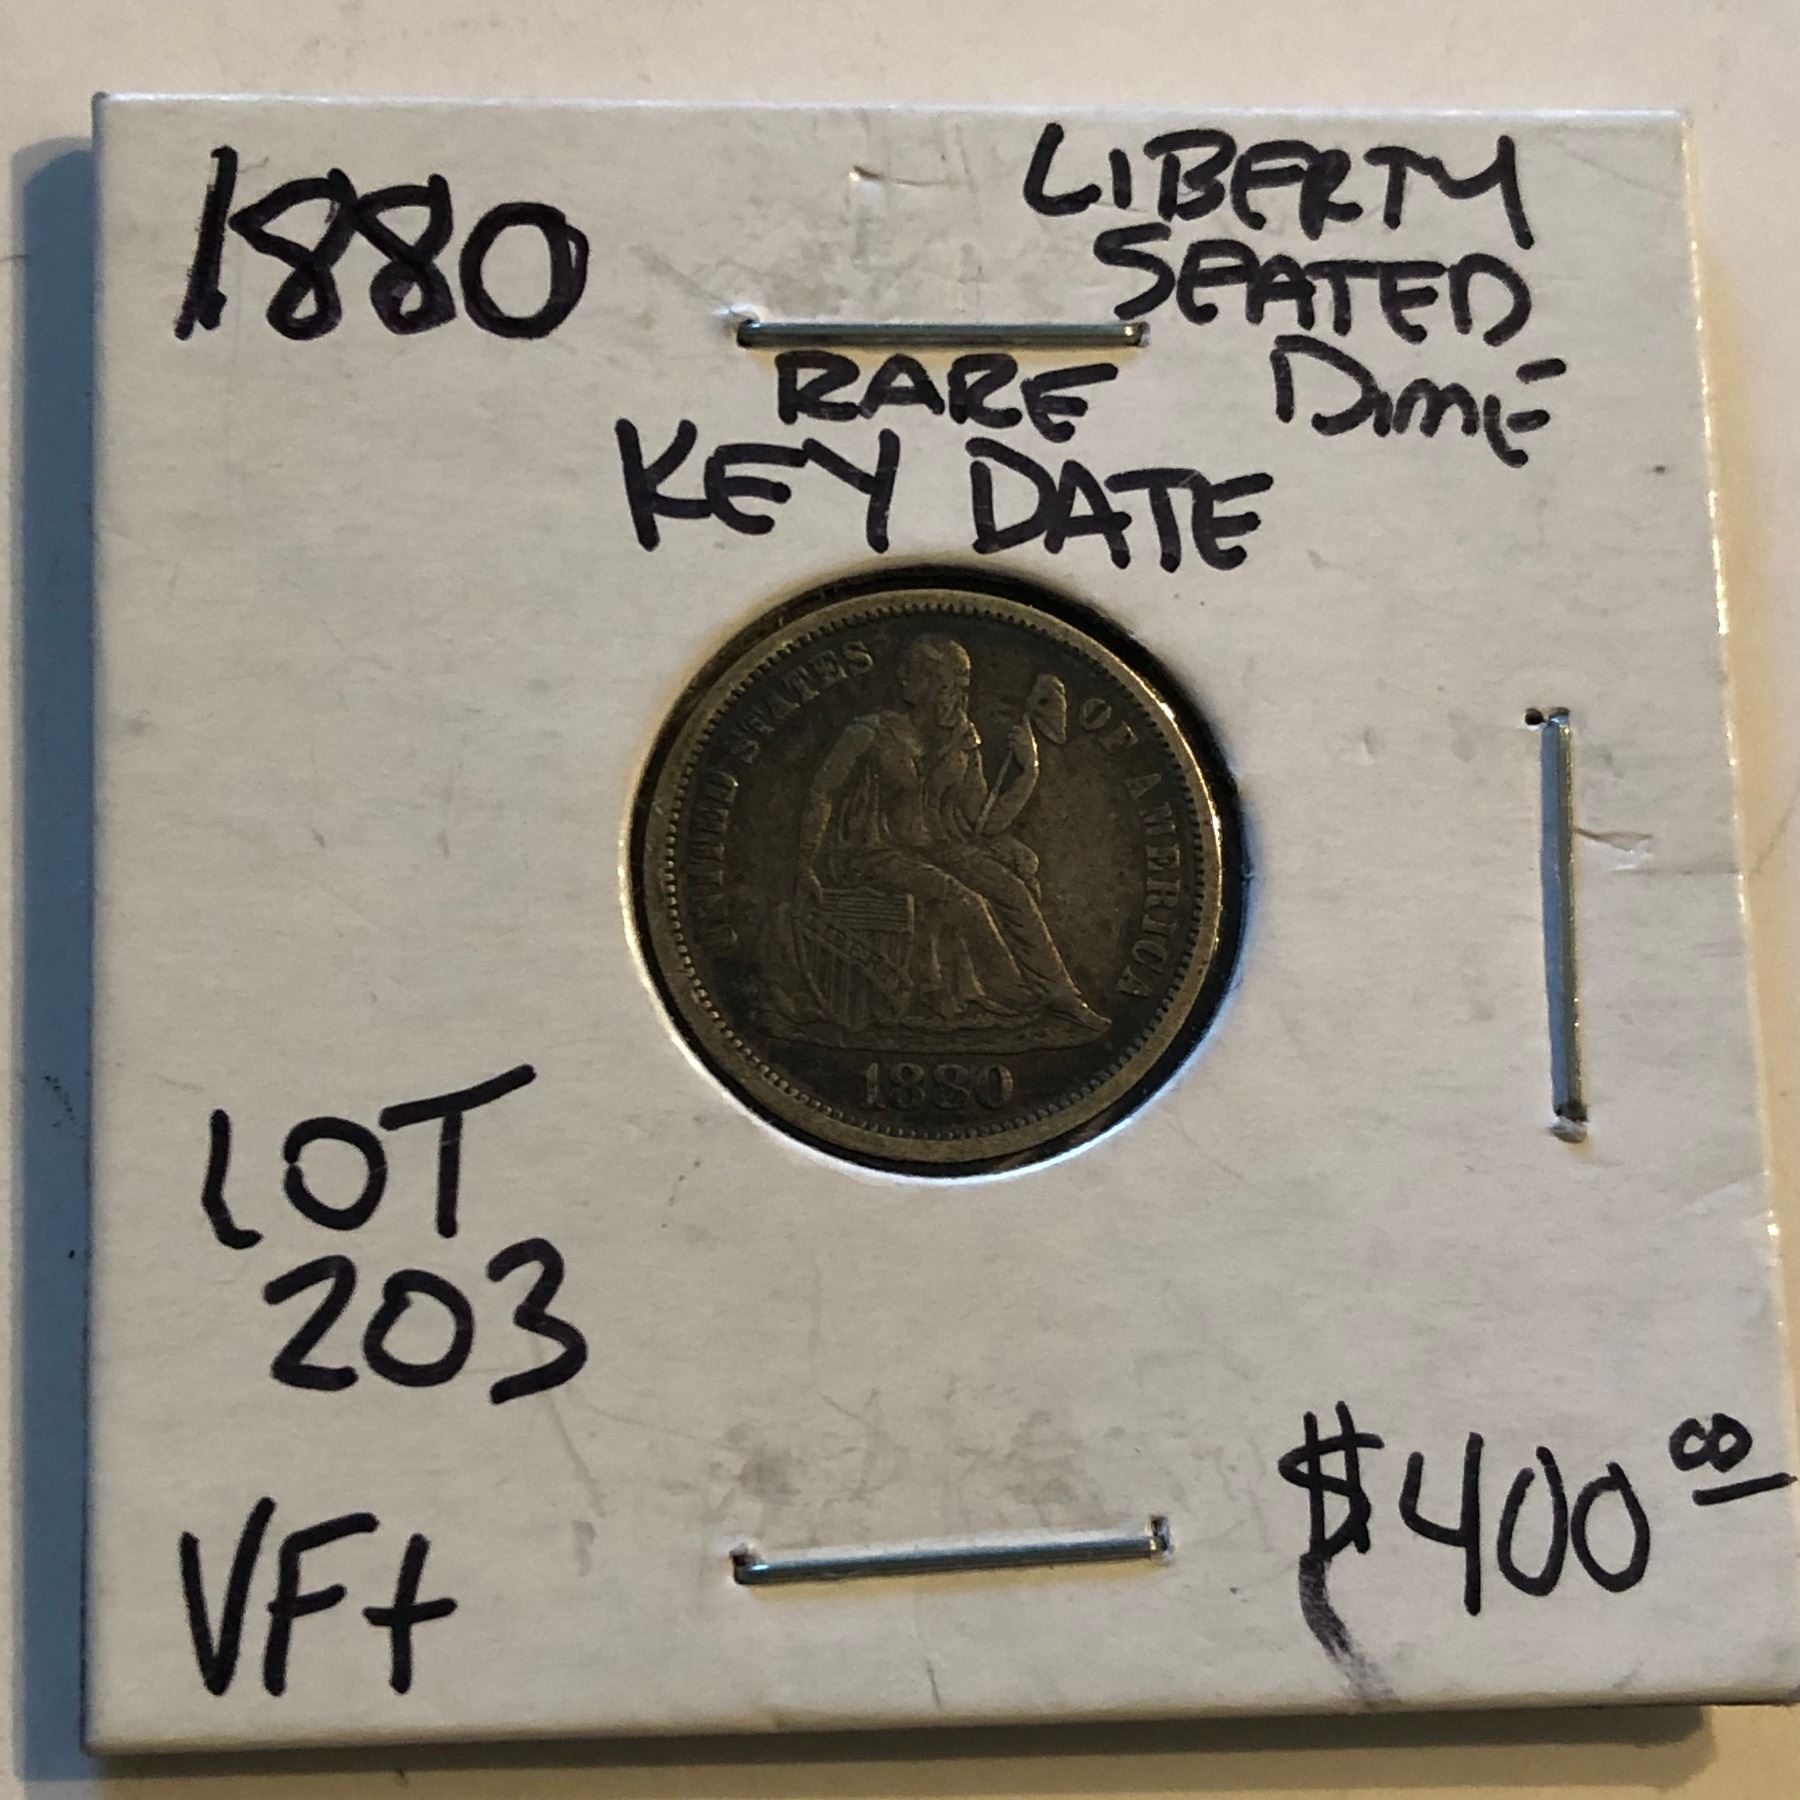 1880
LIBERTY
SEATED
DIME
RARE
KEY DATE
UNITED STATES OF AMERICA
LIBERTY
1880
LOT
203
VF+
$400.00